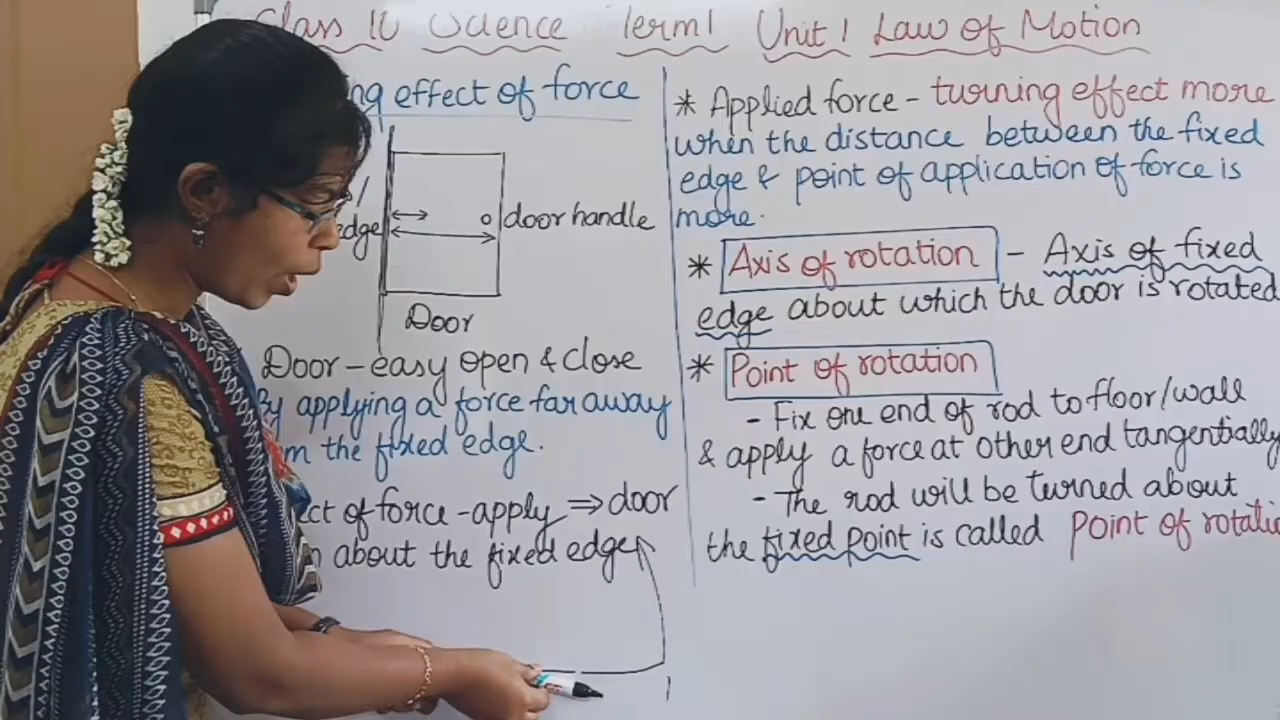 Class 10 Science Term 1 Unit 1 Law of Motion
effect of force
edge
door handle
Door
Door - easy open & close
By applying a force far away
the fixed edge.
of force - apply ⇒ door
about the fixed edge
* Applied force - turning effect more
when the distance between the fixed
edge & point of application of force is
more.
* Axis of rotation - Axis of fixed
edge about which the door is rotated
* Point of rotation
- Fix one end of rod to floor/wall
& apply a force at other end tangentially
- The rod will be turned about
the fixed point is called Point of